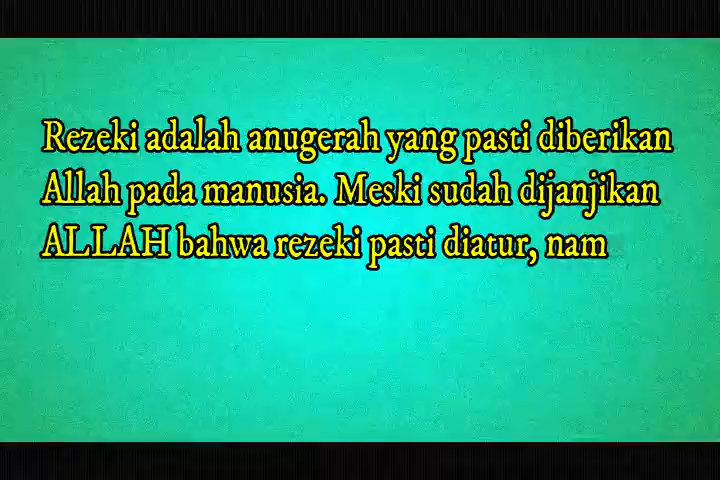 Rezeki adalah anugerah yang pasti diberikan
Allah pada manusia. Meski sudah dijanjikan
ALLAH bahwa rezeki pasti diatur, nam